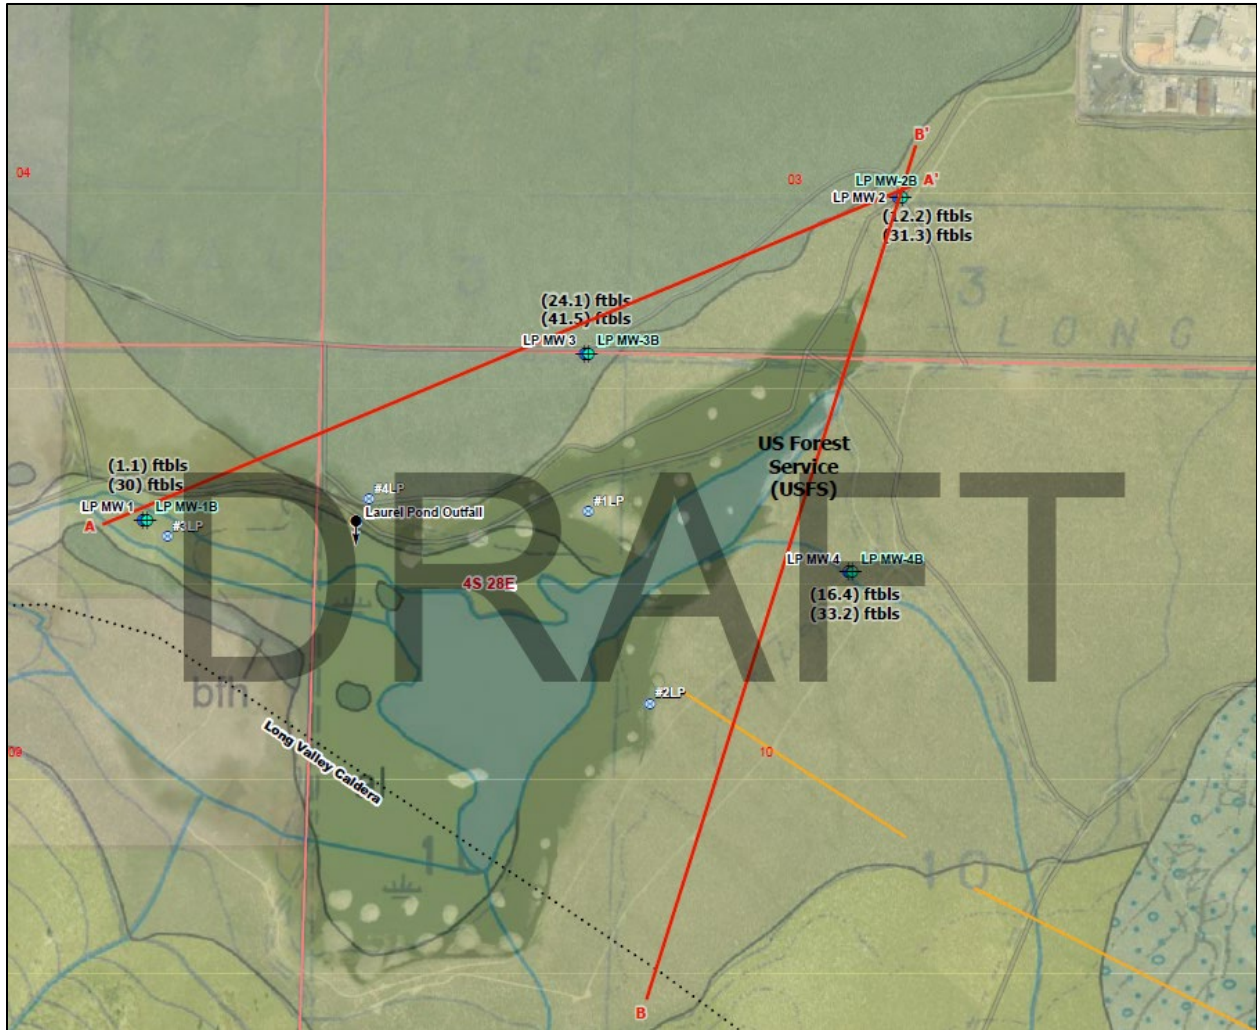 B'
04
03
LP MW-2B
A'
LP MW 2
(12.2) ftbls
(31.3) ftbls
3
3
(24.1) ftbls
(41.5) ftbls
LONG
LP MW 3
LP MW-3B
US Forest
Service
(USFS)
(1.1) ftbls
(30) ftbls
DRAFT
#4LP
#1LP
LP MW 1
LP MW-1B
Laurel Pond Outfall
A
#3LP
LP MW 4
LP MW-4B
4S 28E
(16.4) ftbls
(33.2) ftbls
#2LP
09
10
Long Valley Caldera
10
B